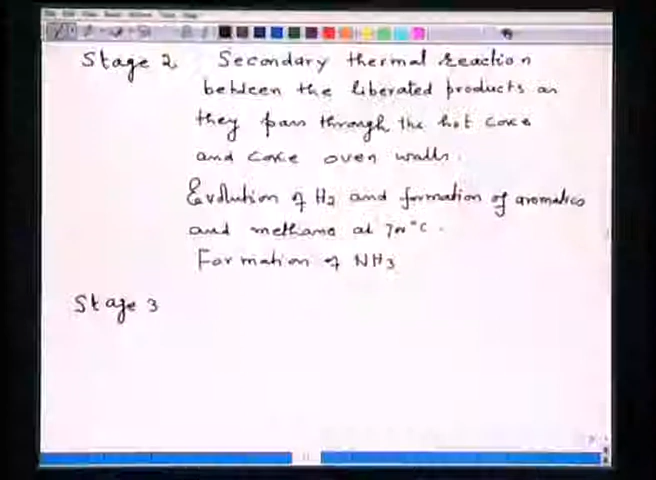 Stage 2 Secondary thermal reaction
between the liberated products as
they pass through the hot coke
and coke oven walls.
Evolution of H2 and formation of aromatics
and methane at 700°C.
Formation of NH3
Stage 3